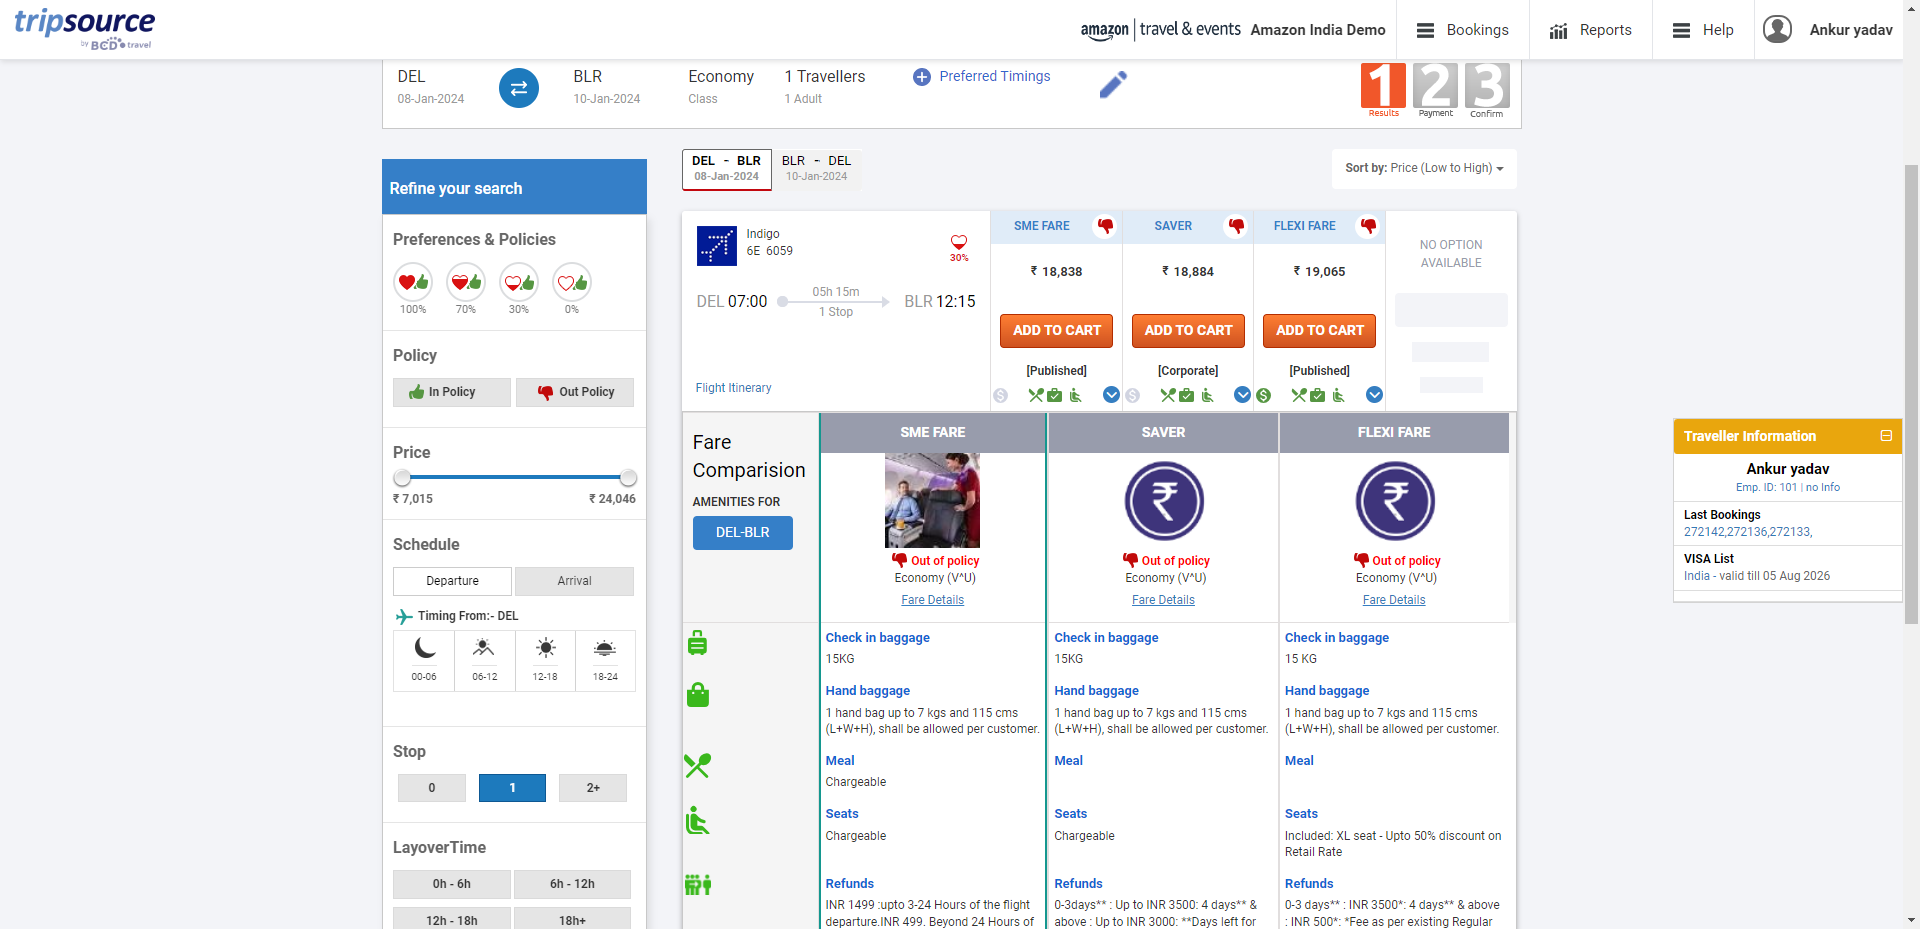 tripsource
by BCD travel
amazon | travel & events Amazon India Demo
Bookings
Reports
Help
Ankur yadav
DEL
08-Jan-2024
BLR
10-Jan-2024
Economy
Class
1 Travellers
1 Adult
Preferred Timings
1 2 3
Results Payment Confirm
Refine your search
Preferences & Policies
100% 70% 30% 0%
Policy
In Policy Out Policy
Price
₹ 7,015 ₹ 24,046
Schedule
Departure Arrival
Timing From:- DEL
00-06 06-12 12-18 18-24
Stop
0 1 2+
LayoverTime
0h - 6h 6h - 12h
12h - 18h 18h+
DEL - BLR
08-Jan-2024
BLR - DEL
10-Jan-2024
Sort by: Price (Low to High)
Indigo
6E 6059
30%
DEL 07:00
05h 15m
1 Stop
BLR 12:15
Flight Itinerary
SME FARE
₹ 18,838
ADD TO CART
[Published]
SAVER
₹ 18,884
ADD TO CART
[Corporate]
FLEXI FARE
₹ 19,065
ADD TO CART
[Published]
NO OPTION
AVAILABLE
Fare
Comparision
AMENITIES FOR
DEL-BLR
SME FARE
Out of policy
Economy (V^U)
Fare Details
Check in baggage
15KG
Hand baggage
1 hand bag up to 7 kgs and 115 cms
(L+W+H), shall be allowed per customer.
Meal
Chargeable
Seats
Chargeable
Refunds
INR 1499 :upto 3-24 Hours of the flight
departure.INR 499. Beyond 24 Hours of
SAVER
₹
Out of policy
Economy (V^U)
Fare Details
Check in baggage
15KG
Hand baggage
1 hand bag up to 7 kgs and 115 cms
(L+W+H), shall be allowed per customer.
Meal
Seats
Chargeable
Refunds
0-3days** : Up to INR 3500: 4 days** &
above : Up to INR 3000: **Days left for
FLEXI FARE
₹
Out of policy
Economy (V^U)
Fare Details
Check in baggage
15 KG
Hand baggage
1 hand bag up to 7 kgs and 115 cms
(L+W+H), shall be allowed per customer.
Meal
Seats
Included: XL seat - Upto 50% discount on
Retail Rate
Refunds
0-3 days** : INR 3500*: 4 days** & above
: INR 500*: *Fee as per existing Regular
Traveller Information
Ankur yadav
Emp. ID: 101 | no Info
Last Bookings
272142,272136,272133,
VISA List
India - valid till 05 Aug 2026